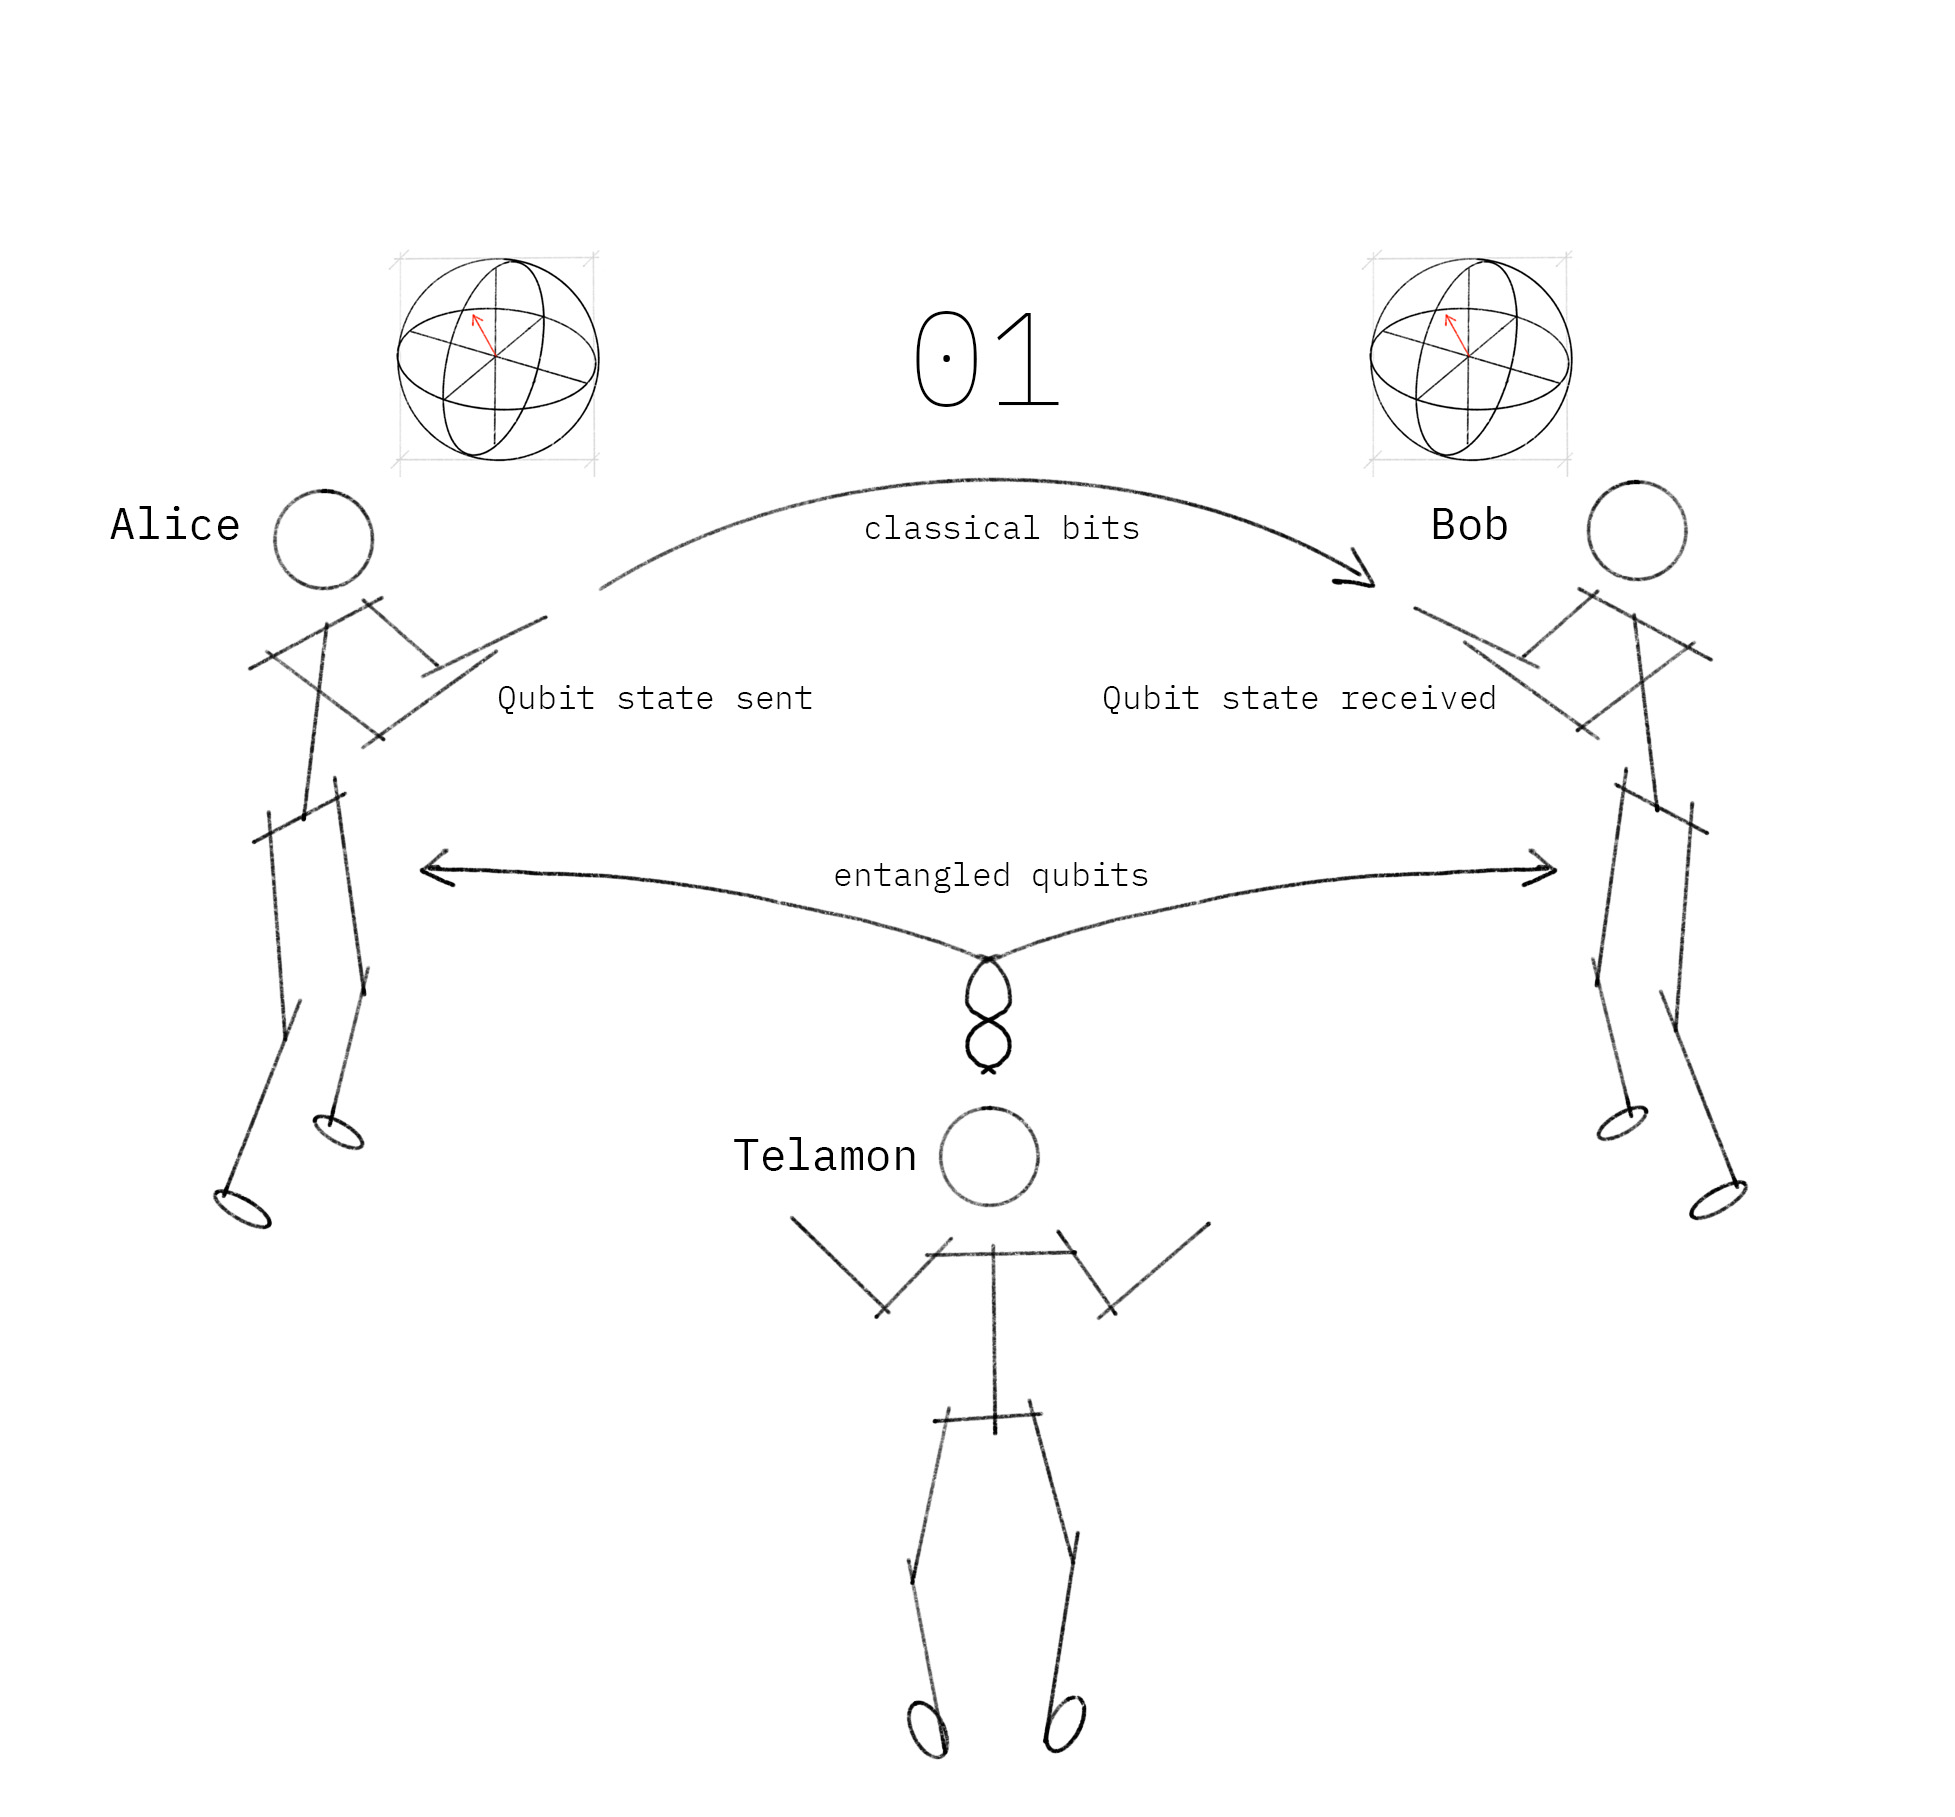 01
Alice
classical bits
Bob
Qubit state sent
Qubit state received
entangled qubits
Telamon